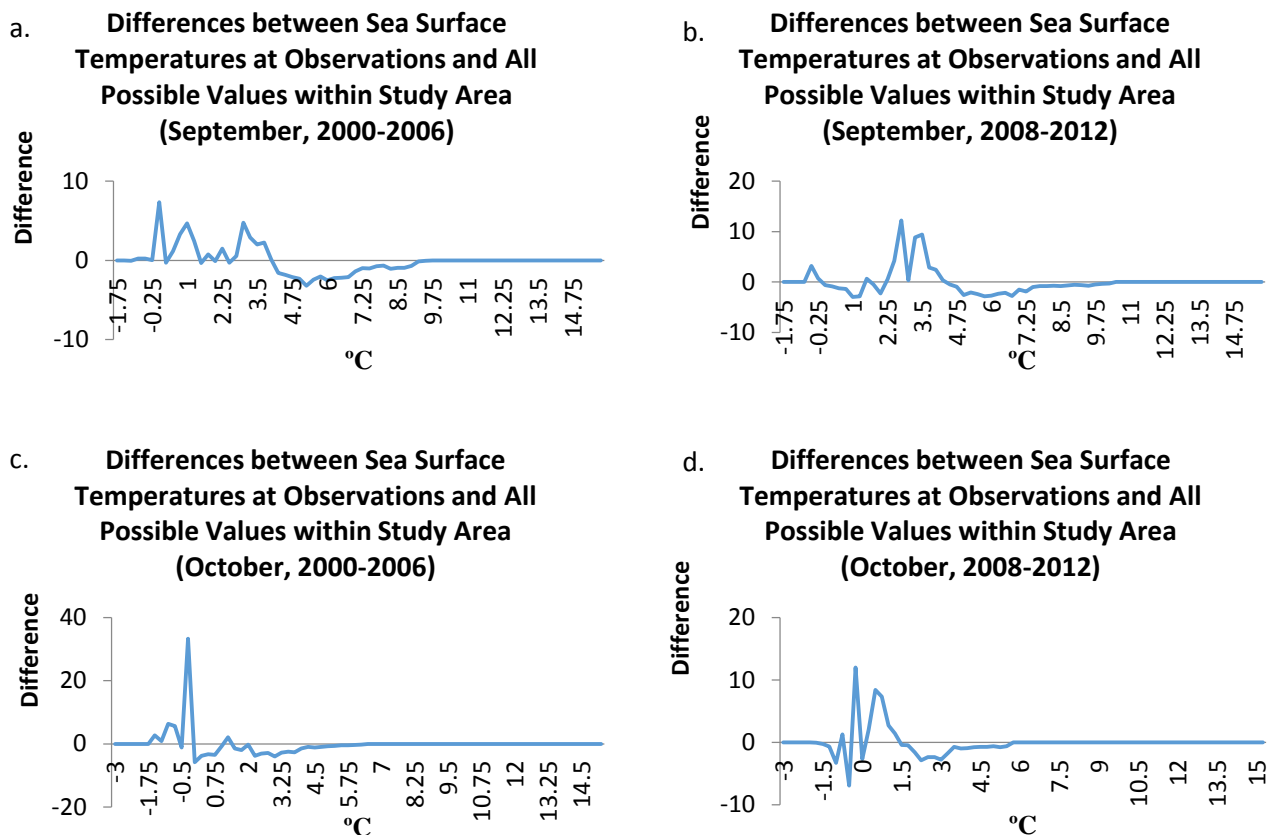 a.
Differences between Sea Surface
Temperatures at Observations and All
Possible Values within Study Area
(September, 2000-2006)
Difference
10
0
-10
-1.75
-0.25
1
2.25
3.5
4.75
6
7.25
8.5
9.75
11
12.25
13.5
14.75
ºC
b.
Differences between Sea Surface
Temperatures at Observations and All
Possible Values within Study Area
(September, 2008-2012)
Difference
20
10
0
-10
-1.75
-0.25
1
2.25
3.5
4.75
6
7.25
8.5
9.75
11
12.25
13.5
14.75
ºC
c.
Differences between Sea Surface
Temperatures at Observations and All
Possible Values within Study Area
(October, 2000-2006)
Difference
40
20
0
-20
-3
-1.75
-0.5
0.75
2
3.25
4.5
5.75
7
8.25
9.5
10.75
12
13.25
14.5
ºC
d.
Differences between Sea Surface
Temperatures at Observations and All
Possible Values within Study Area
(October, 2008-2012)
Difference
20
10
0
-10
-3
-1.5
0
1.5
3
4.5
6
7.5
9
10.5
12
13.5
15
ºC